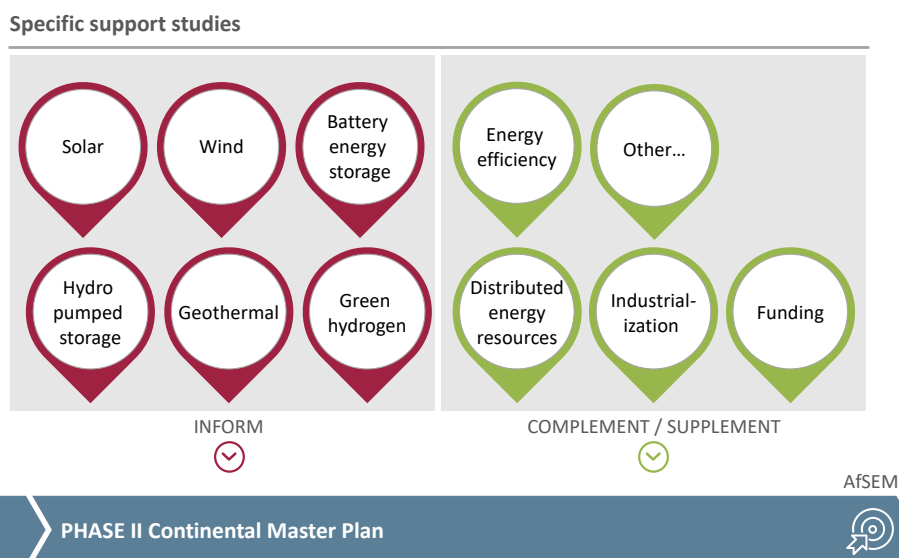 Specific support studies
Solar
Wind
Battery
energy
storage
Energy
efficiency
Other...
Hydro
pumped
storage
Geothermal
Green
hydrogen
Distributed
energy
resources
Industrial-
ization
Funding
INFORM
COMPLEMENT / SUPPLEMENT
AfSEM
PHASE II Continental Master Plan